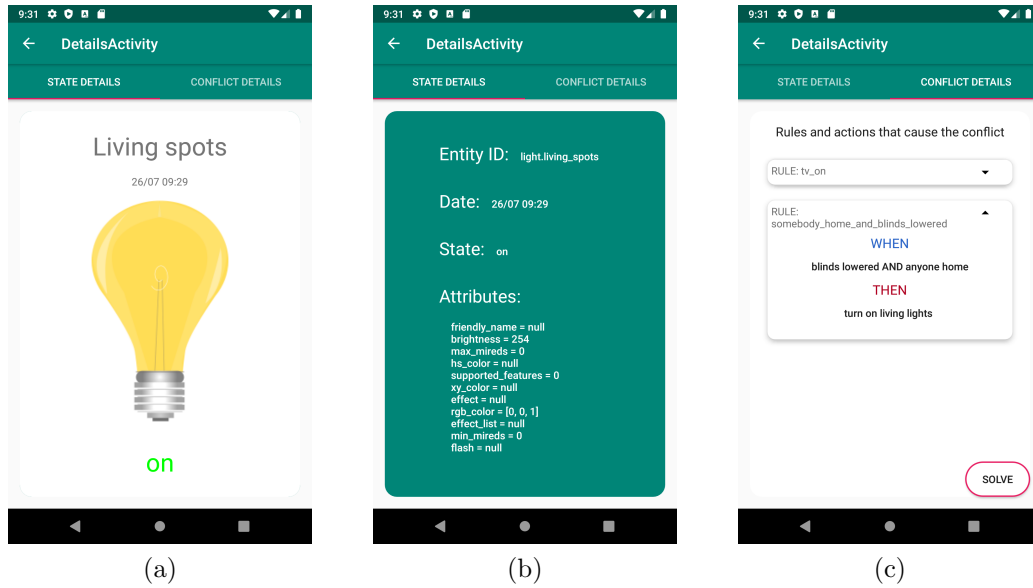 9:31
DetailsActivity
STATE DETAILS CONFLICT DETAILS
Living spots
26/07 09:29
on
(a)
9:31
DetailsActivity
STATE DETAILS CONFLICT DETAILS
Entity ID: light.living_spots
Date: 26/07 09:29
State: on
Attributes:
friendly_name = null
brightness = 254
max_mireds = 0
hs_color = null
supported_features = 0
xy_color = null
effect = null
rgb_color = [0, 0, 1]
effect_list = null
min_mireds = 0
flash = null
(b)
9:31
DetailsActivity
STATE DETAILS CONFLICT DETAILS
Rules and actions that cause the conflict
RULE: tv_on
RULE:
somebody_home_and_blinds_lowered
WHEN
blinds lowered AND anyone home
THEN
turn on living lights
SOLVE
(c)